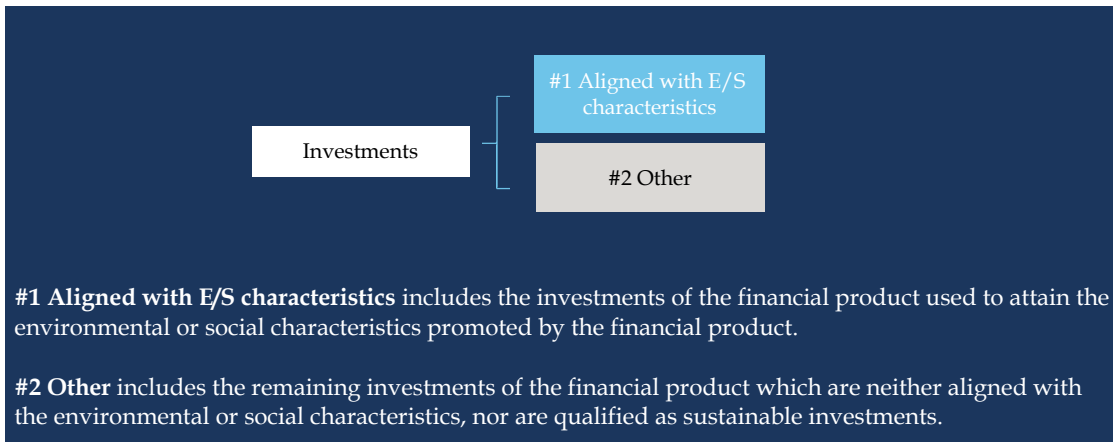 #1 Aligned with E/S
characteristics
Investments
#2 Other
#1 Aligned with E/S characteristics includes the investments of the financial product used to attain the
environmental or social characteristics promoted by the financial product.
#2 Other includes the remaining investments of the financial product which are neither aligned with
the environmental or social characteristics, nor are qualified as sustainable investments.